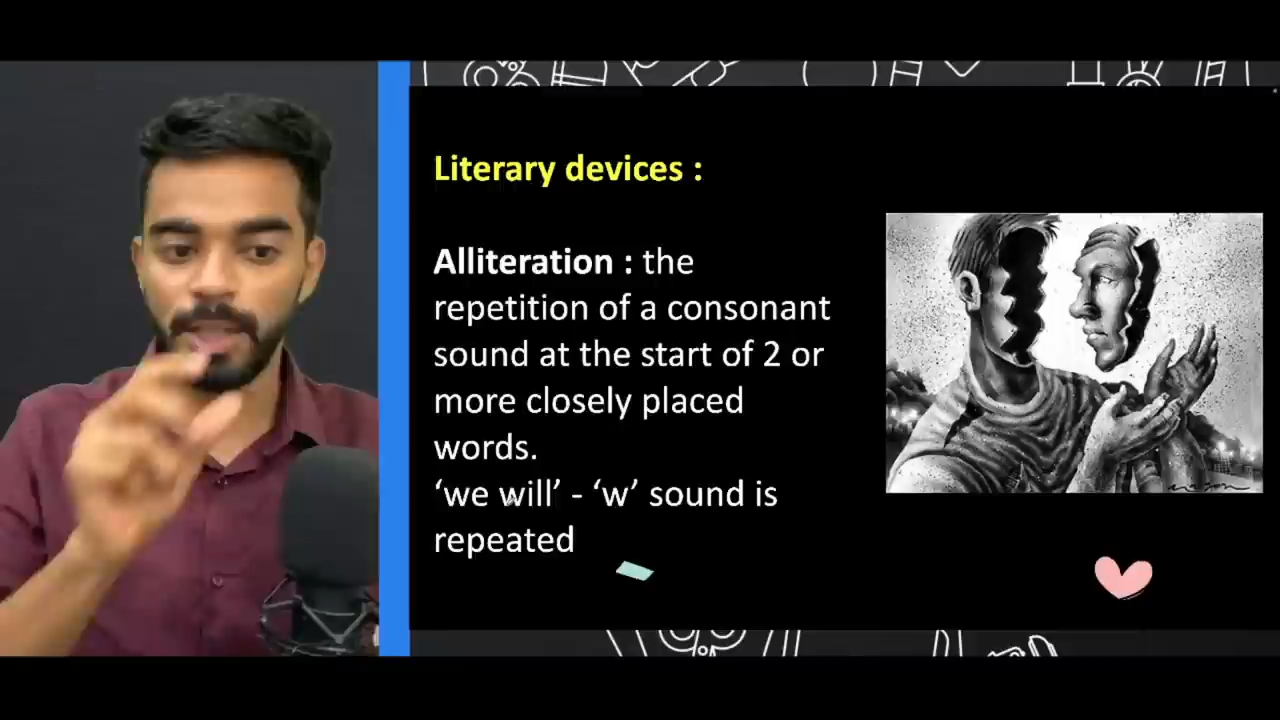 Literary devices :
Alliteration : the
repetition of a consonant
sound at the start of 2 or
more closely placed
words.
‘we will’ - ‘w’ sound is
repeated